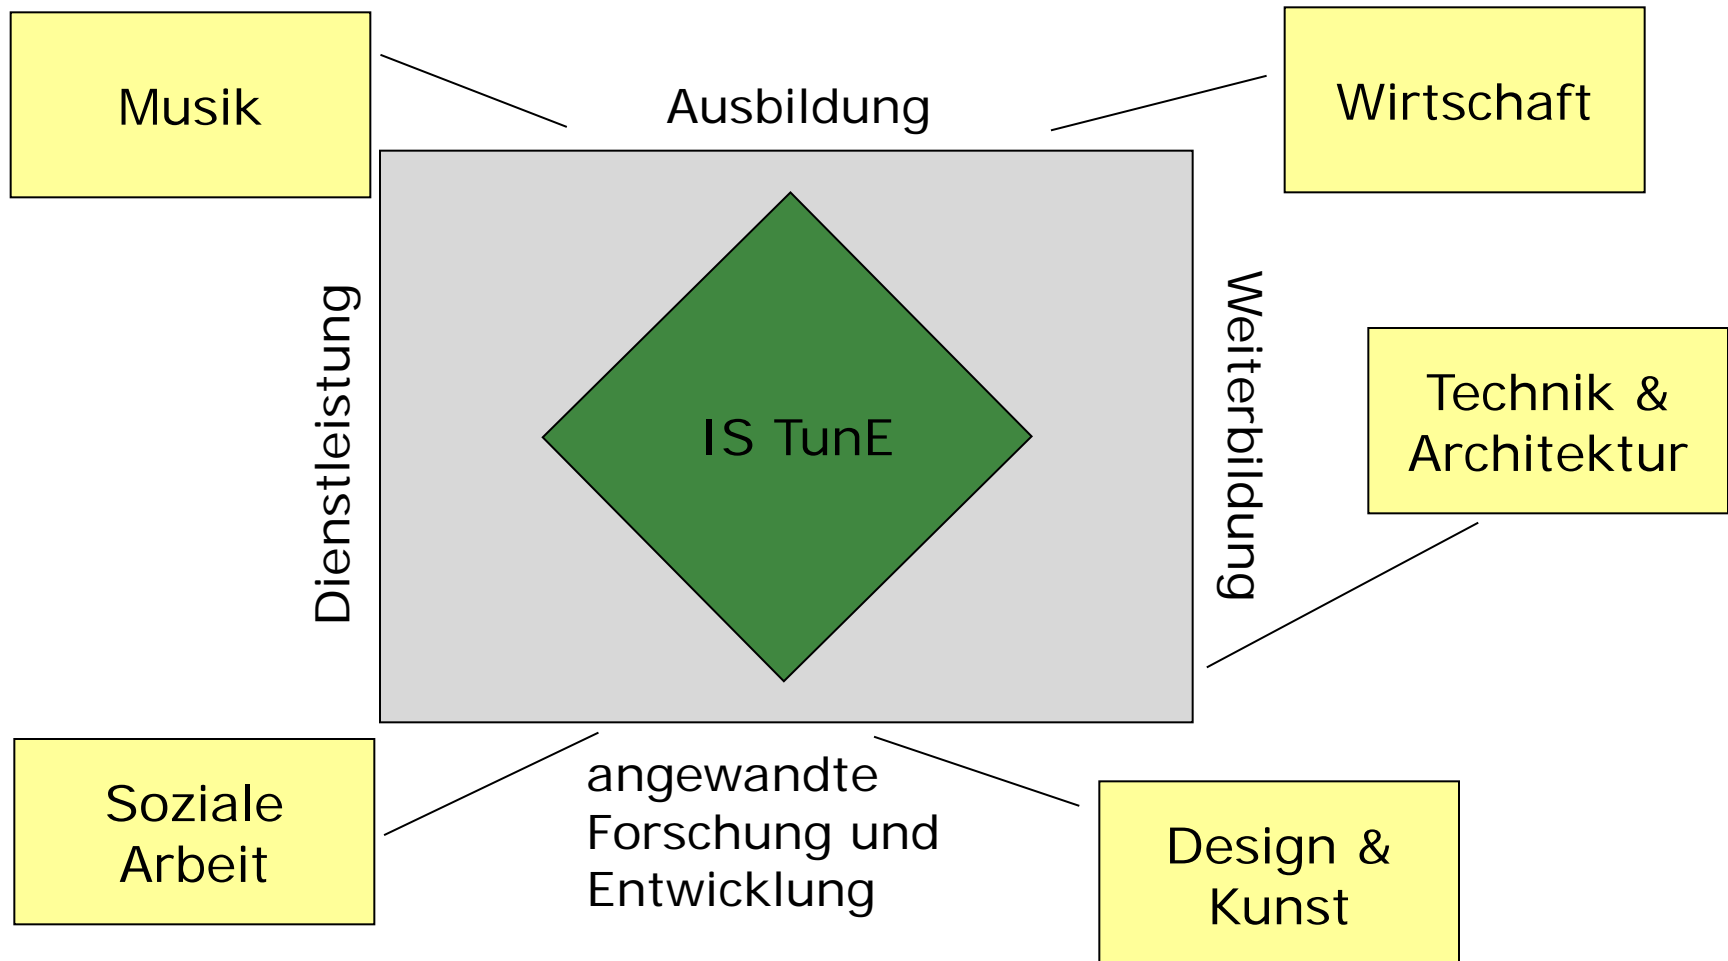 Musik
Ausbildung
Wirtschaft
Dienstleistung
IS TunE
Weiterbildung
Technik &
Architektur
Soziale
Arbeit
angewandte
Forschung und
Entwicklung
Design &
Kunst